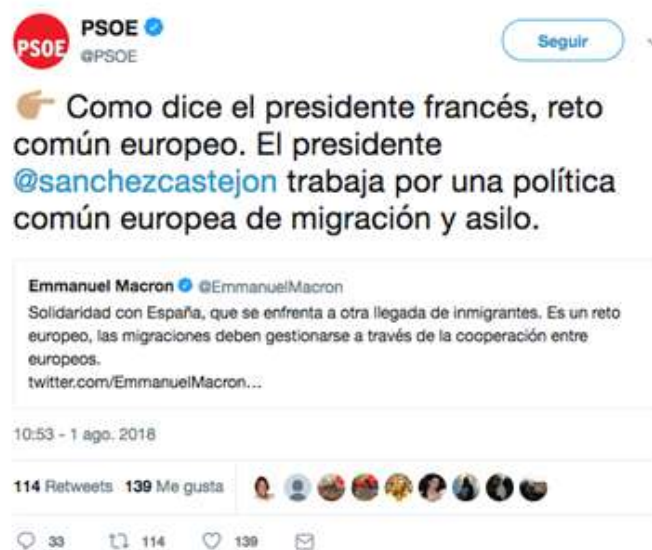 PSOE
PSOE
@PSOE
Seguir
Como dice el presidente francés, reto
común europeo. El presidente
@sanchezcastejon trabaja por una política
común europea de migración y asilo.
Emmanuel Macron @EmmanuelMacron
Solidaridad con España, que se enfrenta a otra llegada de inmigrantes. Es un reto
europeo, las migraciones deben gestionarse a través de la cooperación entre
europeos.
twitter.com/EmmanuelMacron...
10:53 - 1 ago. 2018
114 Retweets 139 Me gusta
33 114 139